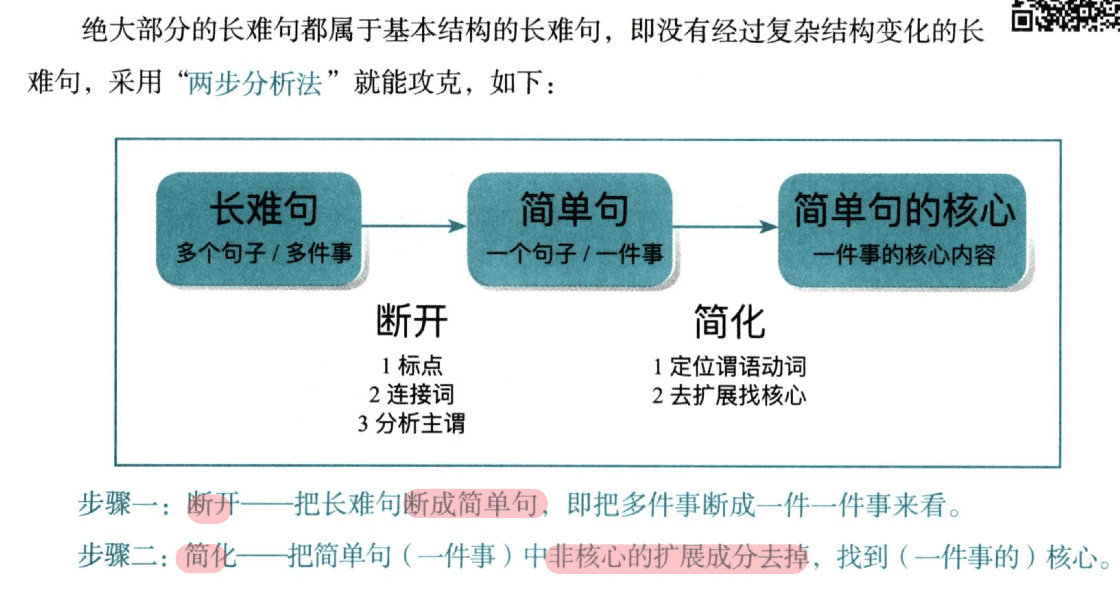 绝大部分的长难句都属于基本结构的长难句，即没有经过复杂结构变化的长
难句，采用“两步分析法”就能攻克，如下：
长难句
多个句子 / 多件事
简单句
一个句子 / 一件事
简单句的核心
一件事的核心内容
断开
1 标点
2 连接词
3 分析主谓
简化
1 定位谓语动词
2 去扩展找核心
步骤一：断开——把长难句断成简单句，即把多件事断成一件一件事来看。
步骤二：简化——把简单句（一件事）中非核心的扩展成分去掉，找到（一件事的）核心。